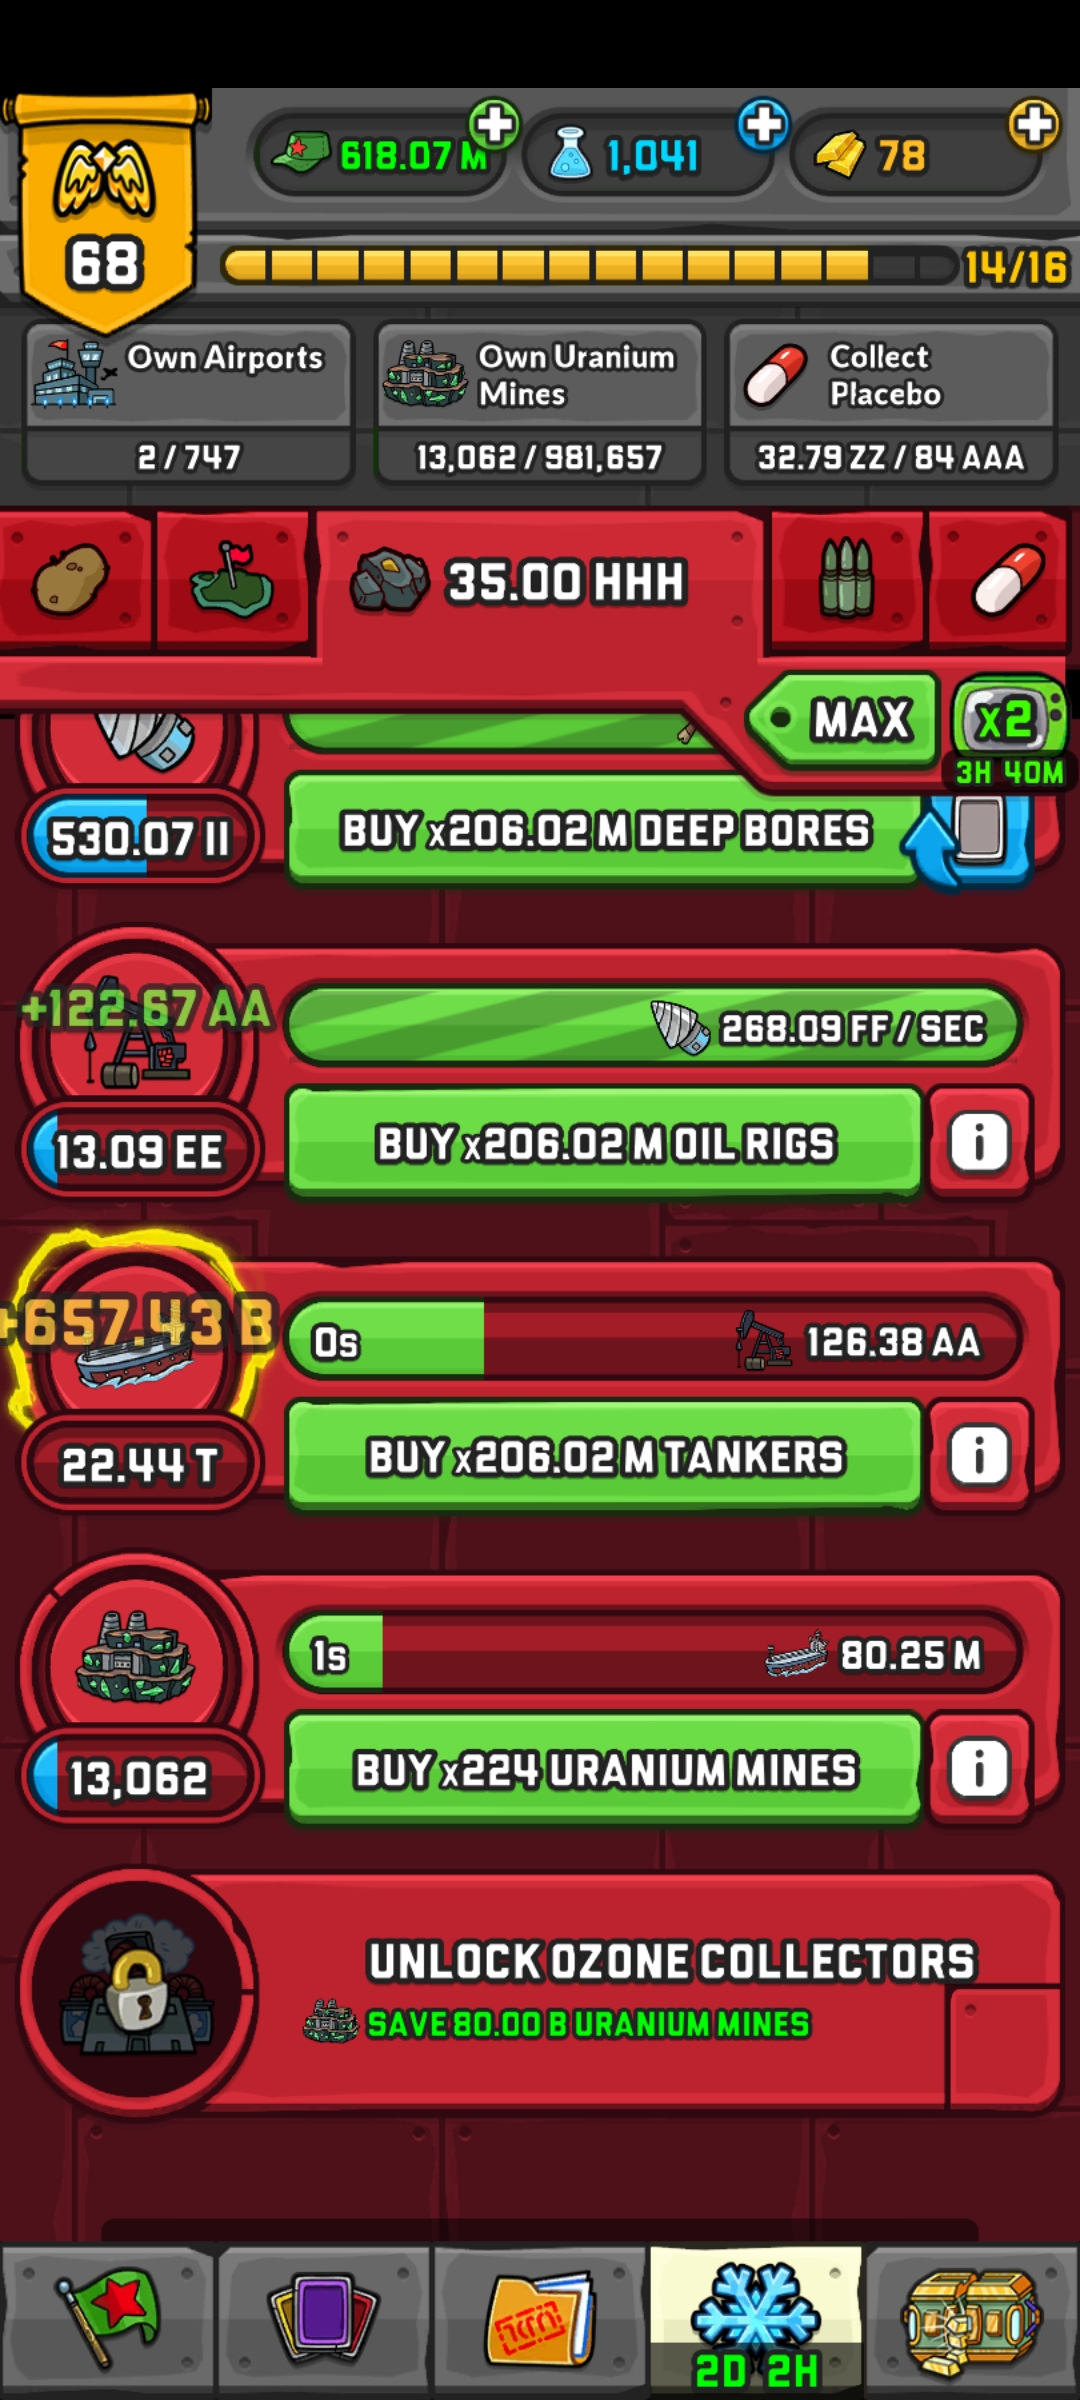 618.07 M
1,041
78
68
14/16
Own Airports
2 / 747
Own Uranium
Mines
13,062 / 981,657
Collect
Placebo
32.79 ZZ / 84 AAA
35.00 HHH
MAX
x2
3H 40M
530.07 II
BUY x206.02 M DEEP BORES
+122.67 AA
268.09 FF / SEC
13.09 EE
BUY x206.02 M OIL RIGS
+657.43 B
0s
126.38 AA
22.44 T
BUY x206.02 M TANKERS
1s
80.25 M
13,062
BUY x224 URANIUM MINES
UNLOCK OZONE COLLECTORS
SAVE 80.00 B URANIUM MINES
2D 2H